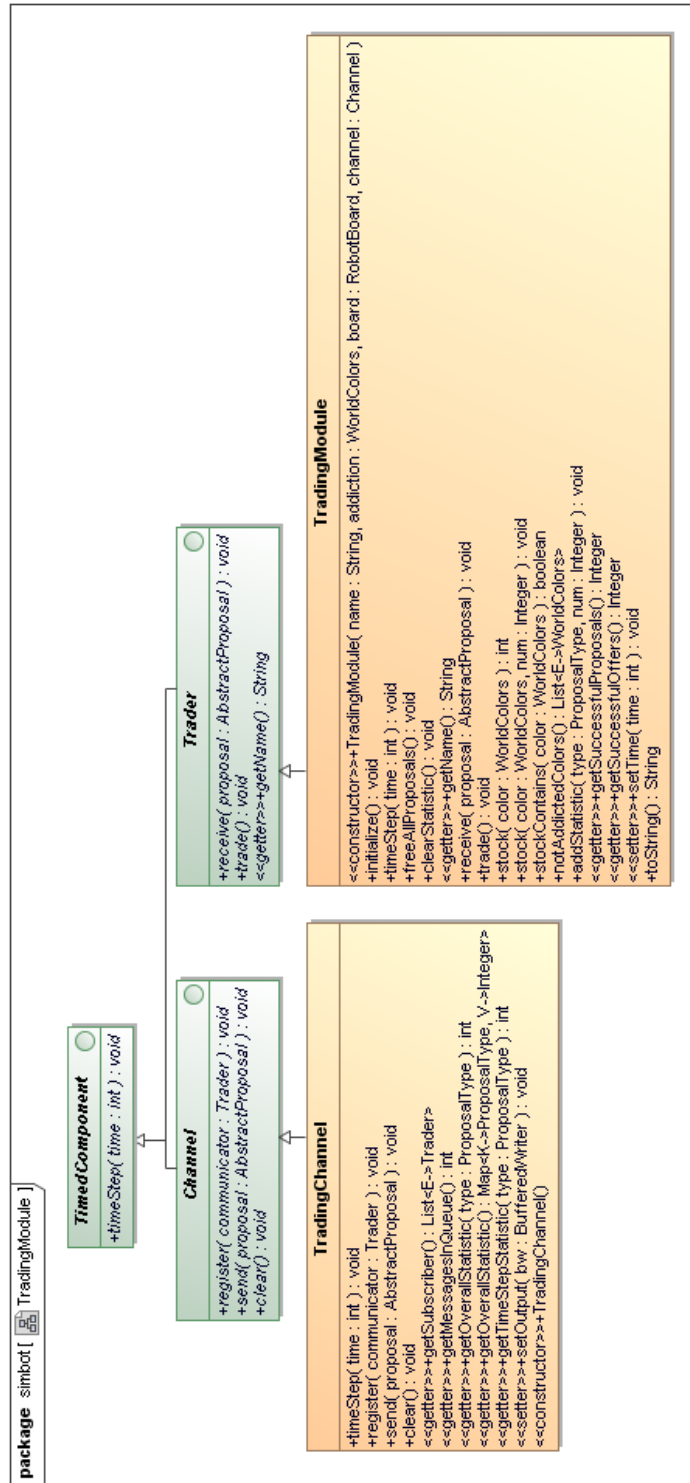 package simbot [ TradingModule ]
TimedComponent
+timeStep( time : int ) : void
Channel
+register( communicator : Trader ) : void
+send( proposal : AbstractProposal ) : void
+clear() : void
Trader
+receive( proposal : AbstractProposal ) : void
+trade() : void
<<getter>>+getName() : String
TradingChannel
+timeStep( time : int ) : void
+register( communicator : Trader ) : void
+send( proposal : AbstractProposal ) : void
+clear() : void
<<getter>>+getSubscriber() : List<E->Trader>
<<getter>>+getMessagesInQueue() : int
<<getter>>+getOverallStatistic( type : ProposalType ) : int
<<getter>>+getOverallStatistic() : Map<K->ProposalType, V->Integer>
<<getter>>+getTimeStepStatistic( type : ProposalType ) : int
<<setter>>+setOutput( bw : BufferedWriter ) : void
<<constructor>>+TradingChannel()
TradingModule
<<constructor>>+TradingModule( name : String, addiction : WorldColors, board : RobotBoard, channel : Channel )
+initialize() : void
+timeStep( time : int ) : void
+freeAllProposals() : void
+clearStatistic() : void
<<getter>>+getName() : String
+receive( proposal : AbstractProposal ) : void
+trade() : void
+stock( color : WorldColors ) : int
+stock( color : WorldColors, num : Integer ) : void
+stockContains( color : WorldColors ) : boolean
+notAddictedColors() : List<E->WorldColors>
+addStatistic( type : ProposalType, num : Integer ) : void
<<getter>>+getSuccessfulProposals() : Integer
<<getter>>+getSuccessfulOffers() : Integer
<<setter>>+setTime( time : int ) : void
+toString() : String